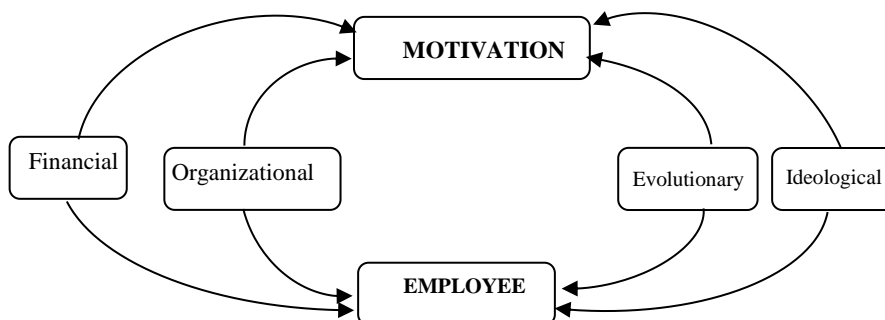 MOTIVATION
Financial
Organizational
Evolutionary
Ideological
EMPLOYEE